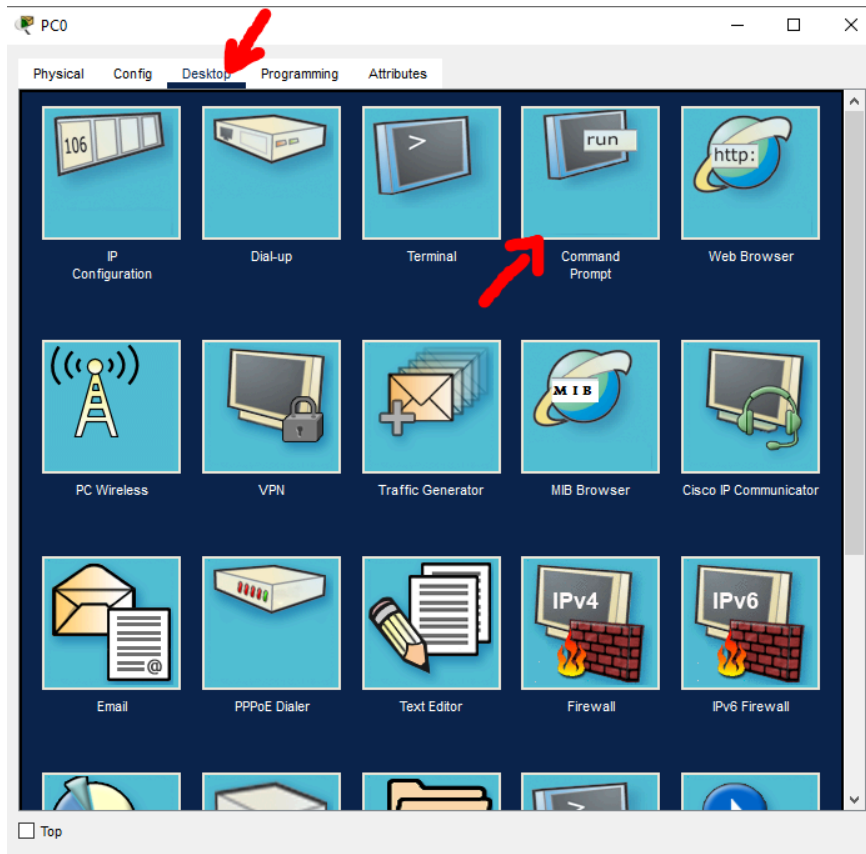 PC0
Physical Config Desktop Programming Attributes
106
>
run
http:
IP
Configuration
Dial-up
Terminal
Command
Prompt
Web Browser
MIB
PC Wireless
VPN
Traffic Generator
MIB Browser
Cisco IP Communicator
@
IPv4
IPv6
Email
PPPoE Dialer
Text Editor
Firewall
IPv6 Firewall
>
Top